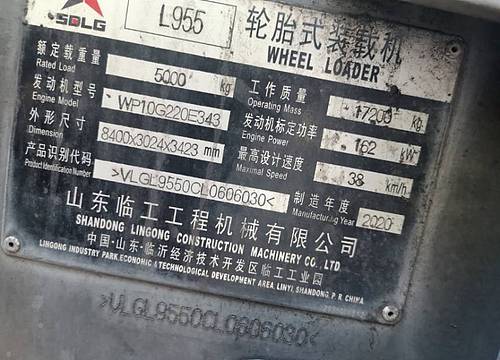 SDLG
L955
轮胎式装载机
WHEEL LOADER
额定载重量
Rated Load
5000 kg
工作质量
Operating Mass
17200 kg
发动机型号
Engine Model
WP10G220E343
发动机标定功率
Engine Power
162 kW
外形尺寸
Dimension
8400x3024x3423 mm
最高设计速度
Maximal Speed
38 km/h
产品识别代码
Product Identification Number
>VLGL9550CL0606030<
制造年度
Manufacturing Year
2020
山东临工工程机械有限公司
SHANDONG LINGONG CONSTRUCTION MACHINERY CO., LTD
中国·山东·临沂经济技术开发区临工工业园
LINGONG INDUSTRY PARK,ECONOMIC & TECHNOLOGICAL DEVELOPMENT AREA, LINYI, SHANDONG, P. R. CHINA
>VLGL9550CL0606030<